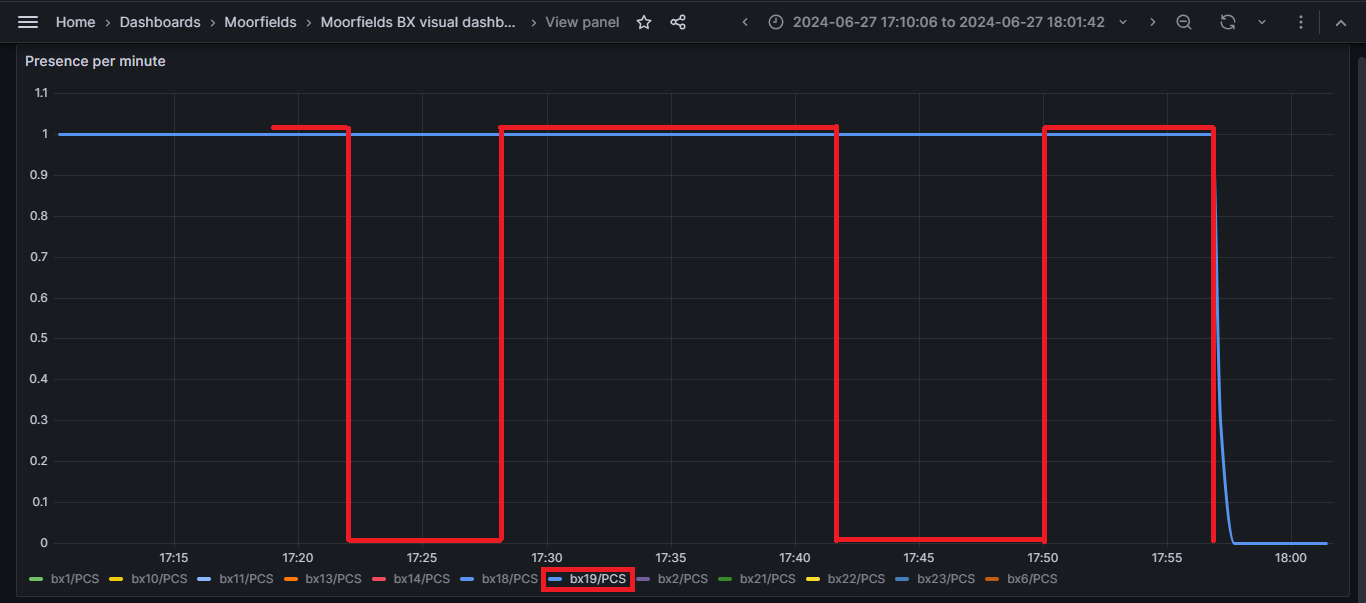 Home > Dashboards > Moorfields > Moorfields BX visual dashb... > View panel
2024-06-27 17:10:06 to 2024-06-27 18:01:42
Presence per minute
1.1
1
0.9
0.8
0.7
0.6
0.5
0.4
0.3
0.2
0.1
0
17:15 17:20 17:25 17:30 17:35 17:40 17:45 17:50 17:55 18:00
bx1/PCS bx10/PCS bx11/PCS bx13/PCS bx14/PCS bx18/PCS bx19/PCS bx2/PCS bx21/PCS bx22/PCS bx23/PCS bx6/PCS